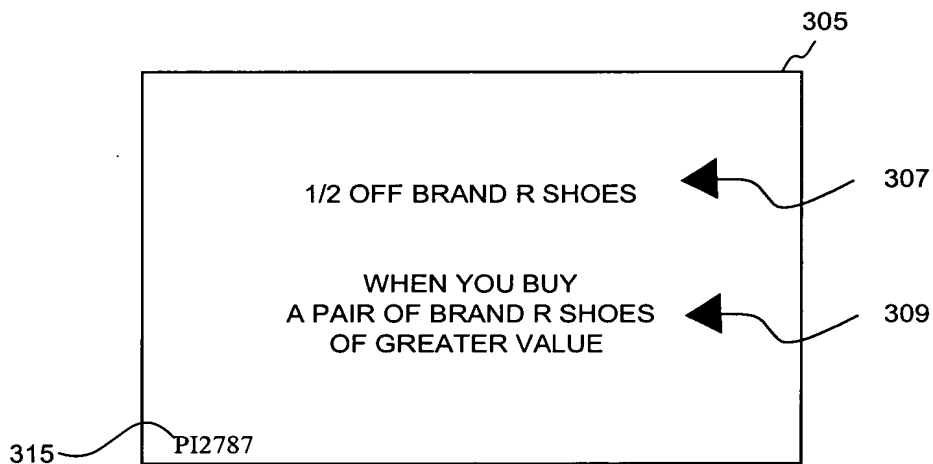 305
1/2 OFF BRAND R SHOES
307
WHEN YOU BUY
A PAIR OF BRAND R SHOES
309
OF GREATER VALUE
PI2787
315